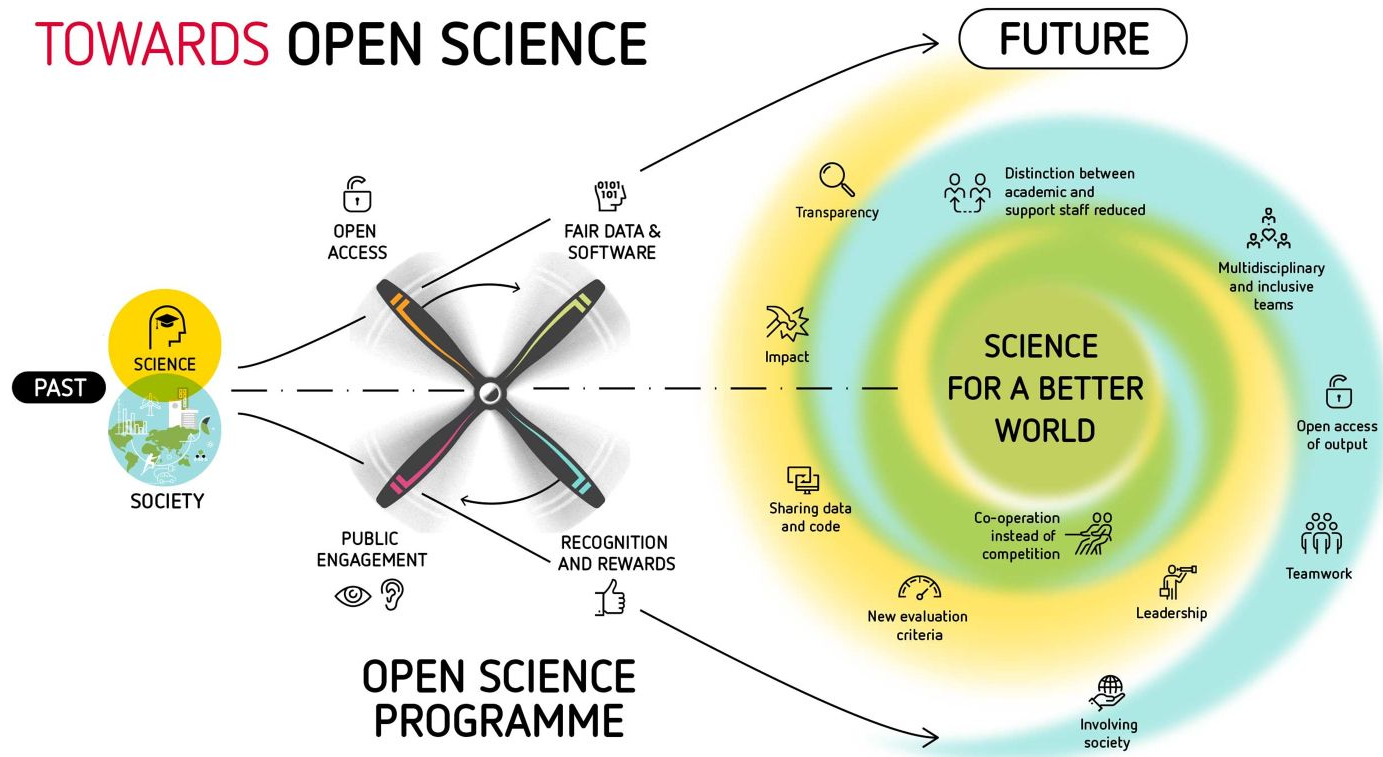 TOWARDS OPEN SCIENCE
FUTURE
PAST
SCIENCE
SOCIETY
OPEN
ACCESS
0101
101
FAIR DATA &
SOFTWARE
PUBLIC
ENGAGEMENT
RECOGNITION
AND REWARDS
OPEN SCIENCE
PROGRAMME
Transparency
Distinction between
academic and
support staff reduced
Multidisciplinary
and inclusive
teams
Impact
SCIENCE
FOR A BETTER
WORLD
Open access
of output
Sharing data
and code
Co-operation
instead of
competition
Teamwork
New evaluation
criteria
Leadership
Involving
society